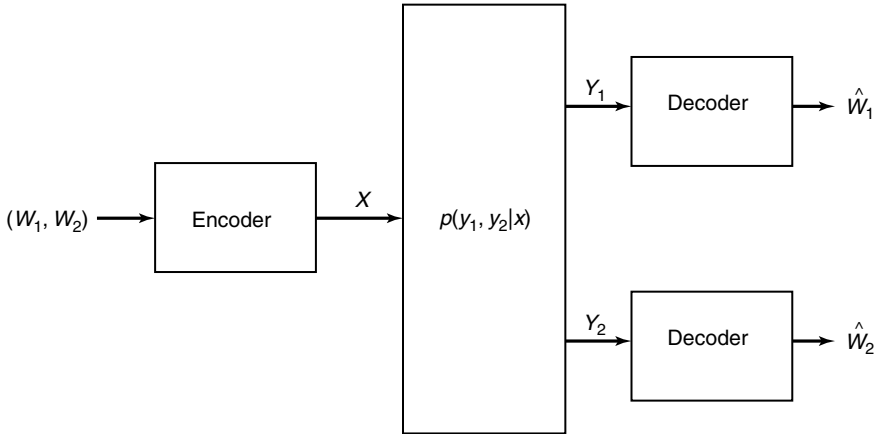 (W₁, W₂)
Encoder
X
p(y₁, y₂|x)
Y₁
Decoder
Ŵ₁
Y₂
Decoder
Ŵ₂